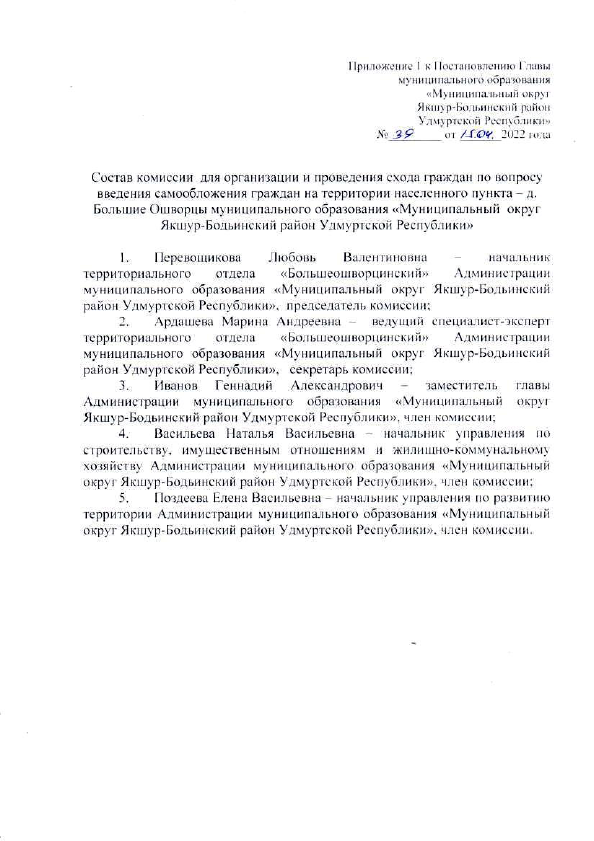 Приложение 1 к Постановлению Главы
муниципального образования
«Муниципальный округ
Якшур-Бодьинский район
Удмуртской Республики»
№ 39 от 15.04. 2022 года
Состав комиссии для организации и проведения схода граждан по вопросу
введения самообложения граждан на территории населенного пункта – д.
Большие Ошворцы муниципального образования «Муниципальный округ
Якшур-Бодьинский район Удмуртской Республики»
1. Перевощикова Любовь Валентиновна – начальник
территориального отдела «Большеошворцинский» Администрации
муниципального образования «Муниципальный округ Якшур-Бодьинский
район Удмуртской Республики», председатель комиссии;
2. Ардашева Марина Андреевна – ведущий специалист-эксперт
территориального отдела «Большеошворцинский» Администрации
муниципального образования «Муниципальный округ Якшур-Бодьинский
район Удмуртской Республики», секретарь комиссии;
3. Иванов Геннадий Александрович – заместитель главы
Администрации муниципального образования «Муниципальный округ
Якшур-Бодьинский район Удмуртской Республики», член комиссии;
4. Васильева Наталья Васильевна – начальник управления по
строительству, имущественным отношениям и жилищно-коммунальному
хозяйству Администрации муниципального образования «Муниципальный
округ Якшур-Бодьинский район Удмуртской Республики», член комиссии;
5. Поздеева Елена Васильевна – начальник управления по развитию
территории Администрации муниципального образования «Муниципальный
округ Якшур-Бодьинский район Удмуртской Республики», член комиссии.